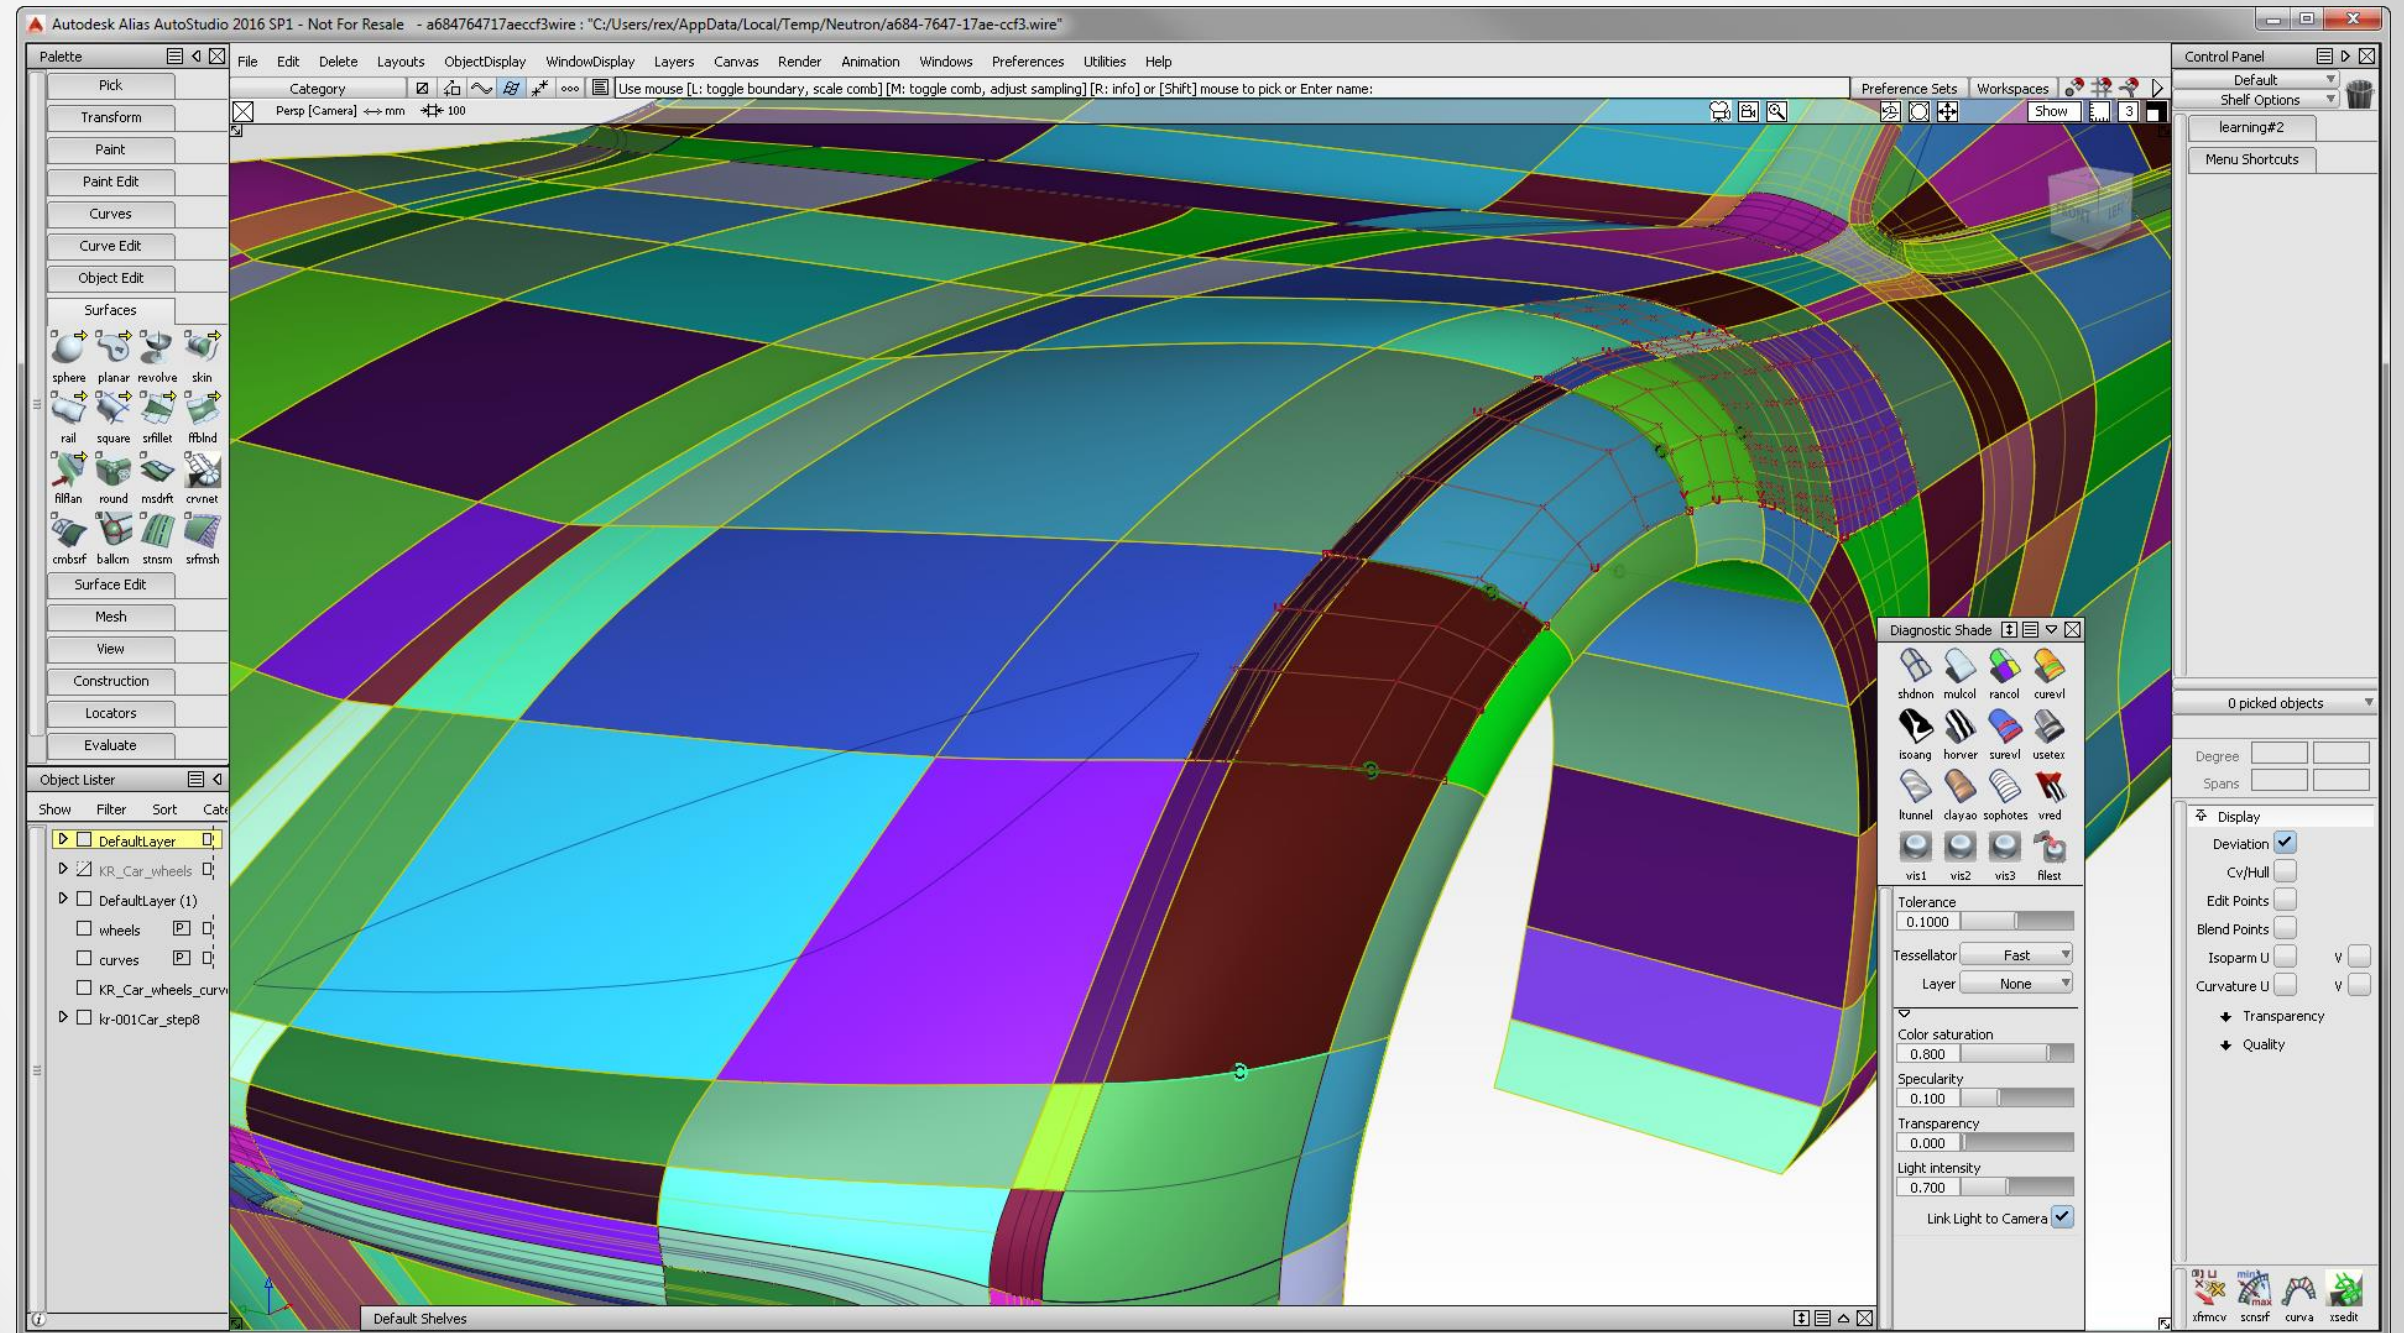 Autodesk Alias AutoStudio 2016 SP1 - Not For Resale - a684764717aeccf3wire : "C:/Users/rex/AppData/Local/Temp/Neutron/a684-7647-17ae-ccf3.wire"
Palette
File Edit Delete Layouts ObjectDisplay WindowDisplay Layers Canvas Render Animation Windows Preferences Utilities Help
Category
Use mouse [L: toggle boundary, scale comb] [M: toggle comb, adjust sampling] [R: info] or [Shift] mouse to pick or Enter name:
Preference Sets Workspaces
Persp [Camera] mm 100
Show 3
Pick
Transform
Paint
Paint Edit
Curves
Curve Edit
Object Edit
Surfaces
sphere planar revolve skin
rail square srfillet ffblnd
filflan round msdrft crvnet
cmbsrf ballcrn stnsrn srfmsh
Surface Edit
Mesh
View
Construction
Locators
Evaluate
Object Lister
Show Filter Sort Cate
DefaultLayer
KR_Car_wheels
DefaultLayer (1)
wheels P
curves P
KR_Car_wheels_curv
kr-001Car_step8
Default Shelves
FRONT
Diagnostic Shade
shdnon mulcol rancol curevl
isoang horver surevl usetex
ltunnel clayao sophotes vred
vis1 vis2 vis3 filest
Tolerance
0.1000
Tessellator Fast
Layer None
Color saturation
0.800
Specularity
0.100
Transparency
0.000
Light intensity
0.700
Link Light to Camera
Control Panel
Default
Shelf Options
learning#2
Menu Shortcuts
0 picked objects
Degree
Spans
Display
Deviation
Cv/Hull
Edit Points
Blend Points
Isoparm U V
Curvature U V
Transparency
Quality
xfrmcv scnsrf curva xsedit